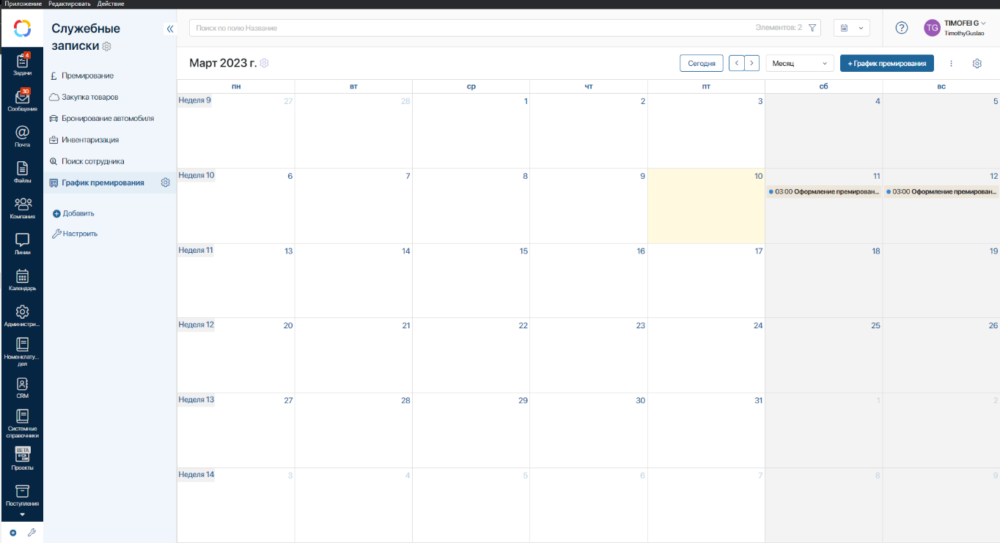 Приложение Редактировать Действие
Служебные
записки
Поиск по полю Название
Элементов: 2
TG
TIMOFEI G
TimothyGuslao
4
Задачи
30
Сообщения
Почта
Файлы
Компания
Линии
Календарь
Администри...
Номенклату...
дел
CRM
Системные
справочники
BETA
Проекты
Поступления
Премирование
Закупка товаров
Бронирование автомобиля
Инвентаризация
Поиск сотрудника
График премирования
Добавить
Настроить
Март 2023 г.
Сегодня
Месяц
+ График премирования
пн вт ср чт пт сб вс
Неделя 9 27 28 1 2 3 4 5
Неделя 10 6 7 8 9 10 11 12
03:00 Оформление премирован... 03:00 Оформление премирован...
Неделя 11 13 14 15 16 17 18 19
Неделя 12 20 21 22 23 24 25 26
Неделя 13 27 28 29 30 31 1 2
Неделя 14 3 4 5 6 7 8 9